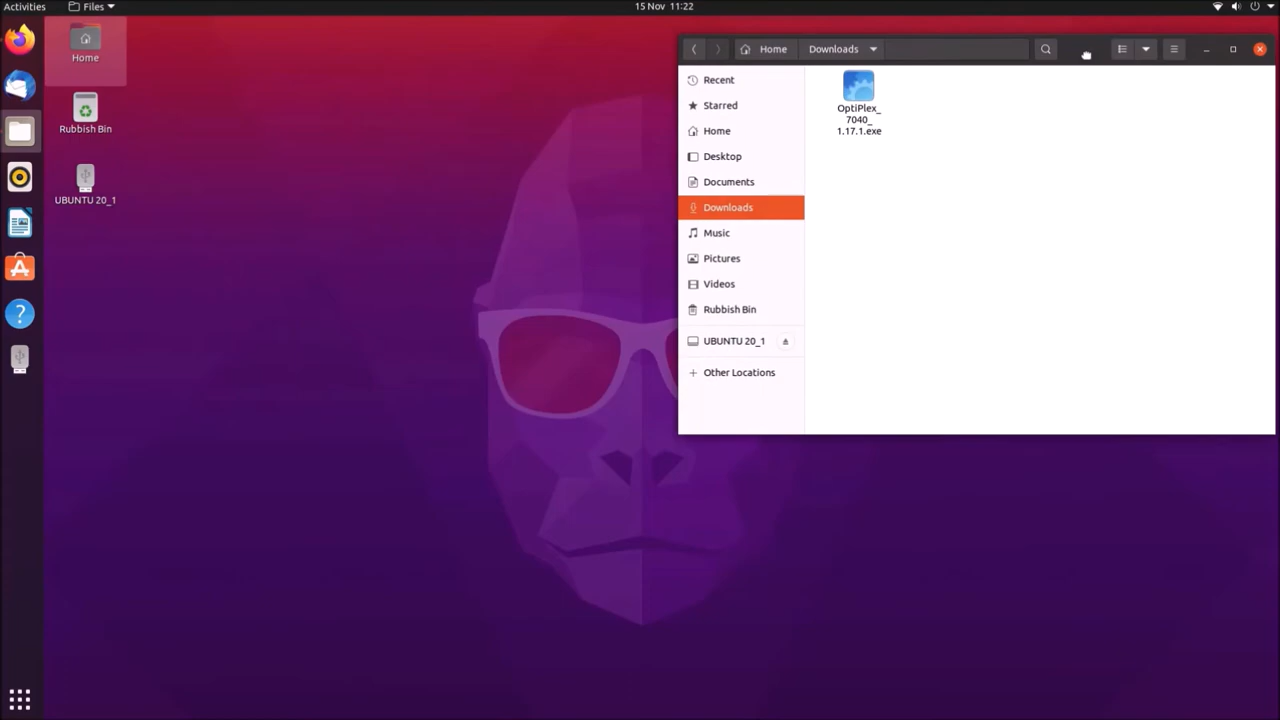 Activities
Files
15 Nov 11:22
Home
Rubbish Bin
UBUNTU 20_1
Home
Downloads
Recent
Starred
Home
Desktop
Documents
Downloads
Music
Pictures
Videos
Rubbish Bin
UBUNTU 20_1
Other Locations
OptiPlex_
7040_
1.17.1.exe